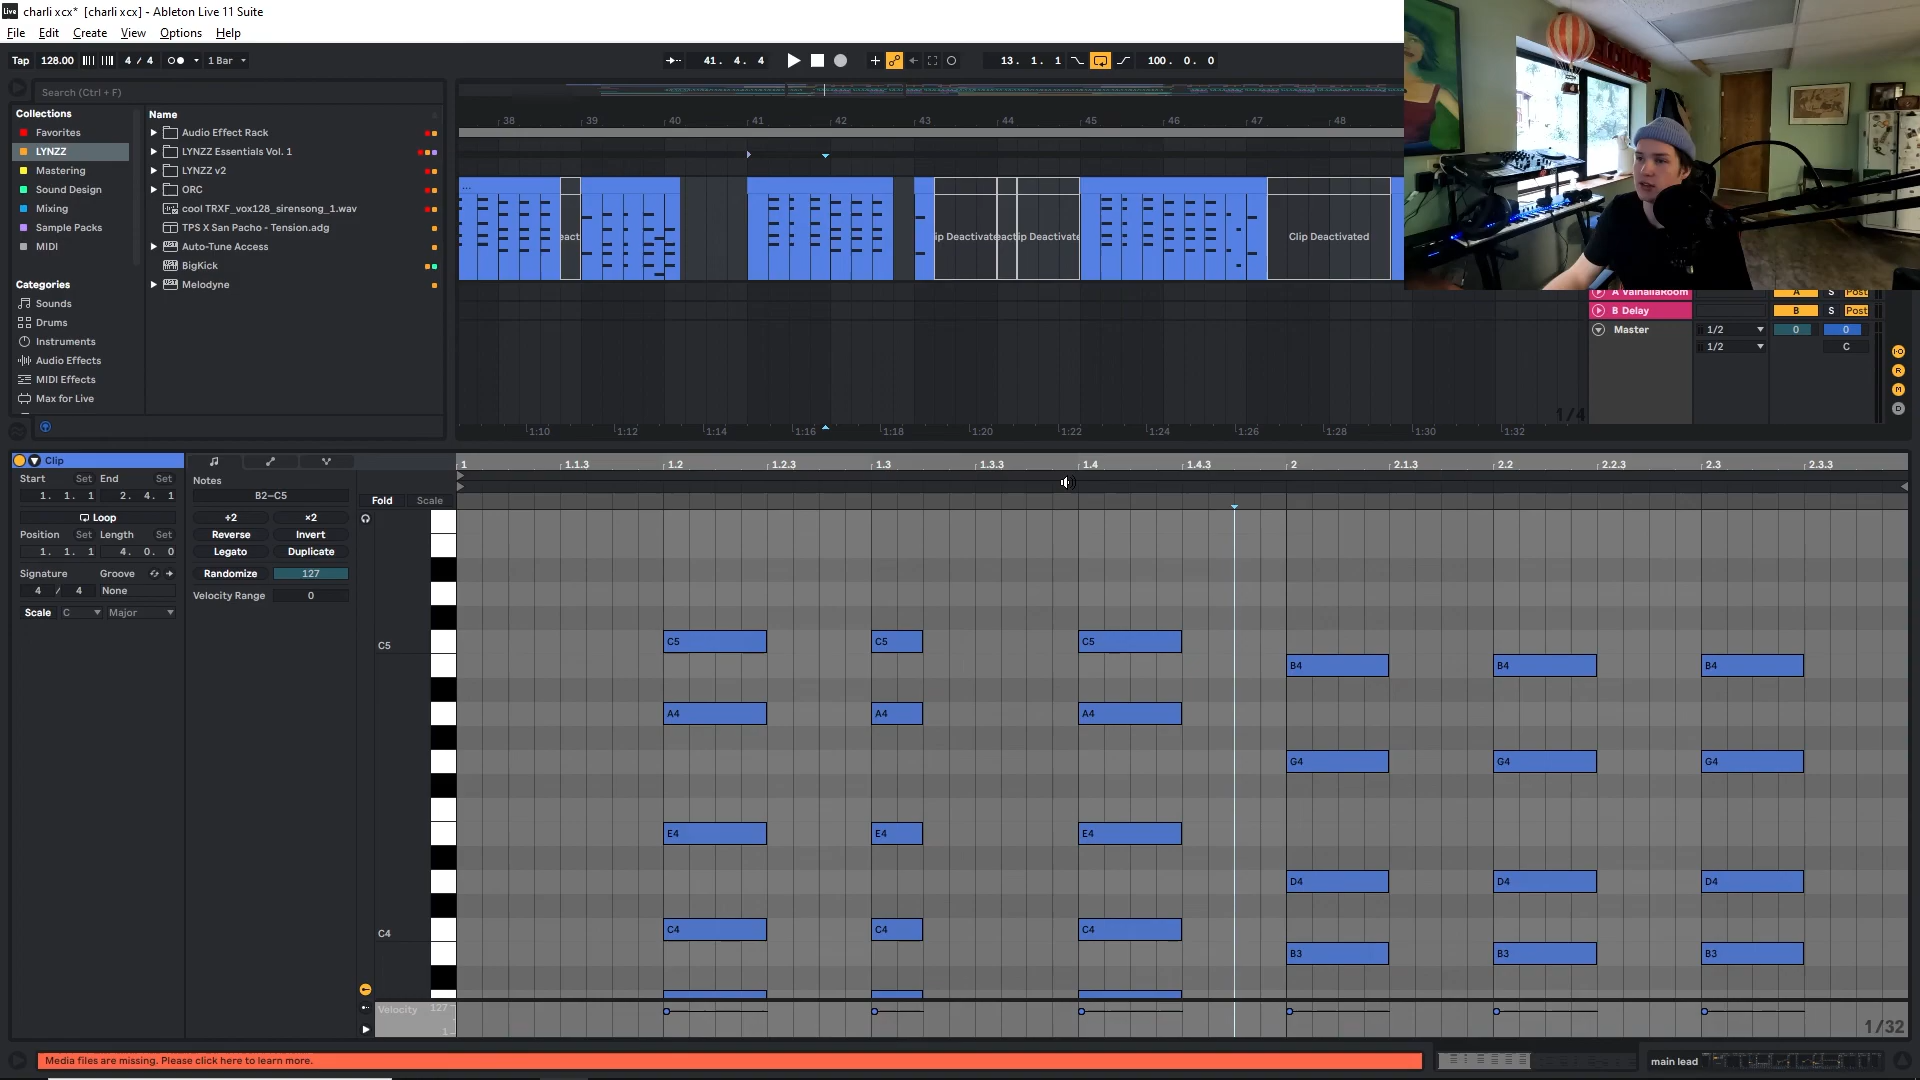 charli xcx* [charli xcx] - Ableton Live 11 Suite
File Edit Create View Options Help
Tap 128.00 4 / 4 1 Bar 41. 4. 4 13. 1. 1 100. 0. 0
Search (Ctrl + F)
Collections
Favorites
LYNZZ
Mastering
Sound Design
Mixing
Sample Packs
MIDI
Categories
Sounds
Drums
Instruments
Audio Effects
MIDI Effects
Max for Live
Name
Audio Effect Rack
LYNZZ Essentials Vol. 1
LYNZZ v2
ORC
cool TRXF_vox128_sirensong_1.wav
TPS X San Pacho - Tension.adg
Auto-Tune Access
BigKick
Melodyne
38 39 40 41 42 43 44 45 46 47 48
Clip Deactivated
1:10 1:12 1:14 1:16 1:18 1:20 1:22 1:24 1:26 1:28 1:30 1:32
1/4
A ValhallaRoom A S Post
B Delay B S Post
Master 1/2 0 0
1/2 C
Clip
Start Set End Set
1. 1. 1 2. 4. 1
Loop
Position Set Length Set
1. 1. 1 4. 0. 0
Signature Groove
4 / 4 None
Scale C Major
Notes
B2–C5
÷2 ×2
Reverse Invert
Legato Duplicate
Randomize 127
Velocity Range 0
Fold Scale
1 1.1.3 1.2 1.2.3 1.3 1.3.3 1.4 1.4.3 2 2.1.3 2.2 2.2.3 2.3 2.3.3
C5 C5 C5 C5
B4 B4 B4
A4 A4 A4
G4 G4 G4
E4 E4 E4
D4 D4 D4
C4 C4 C4 C4
B3 B3 B3
Velocity 127
1
1/32
Media files are missing. Please click here to learn more.
main lead